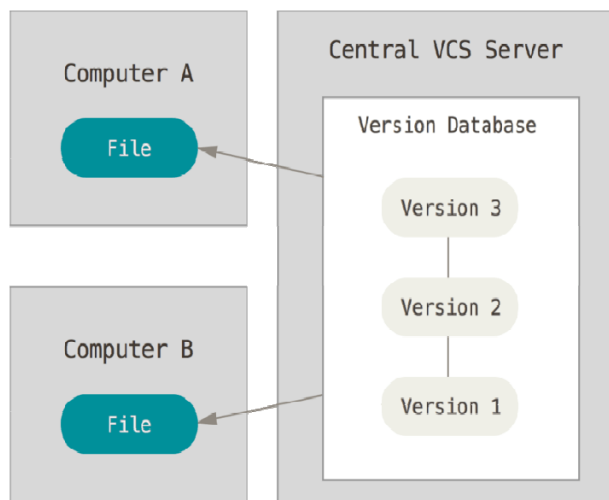 Computer A
File
Computer B
File
Central VCS Server
Version Database
Version 3
Version 2
Version 1